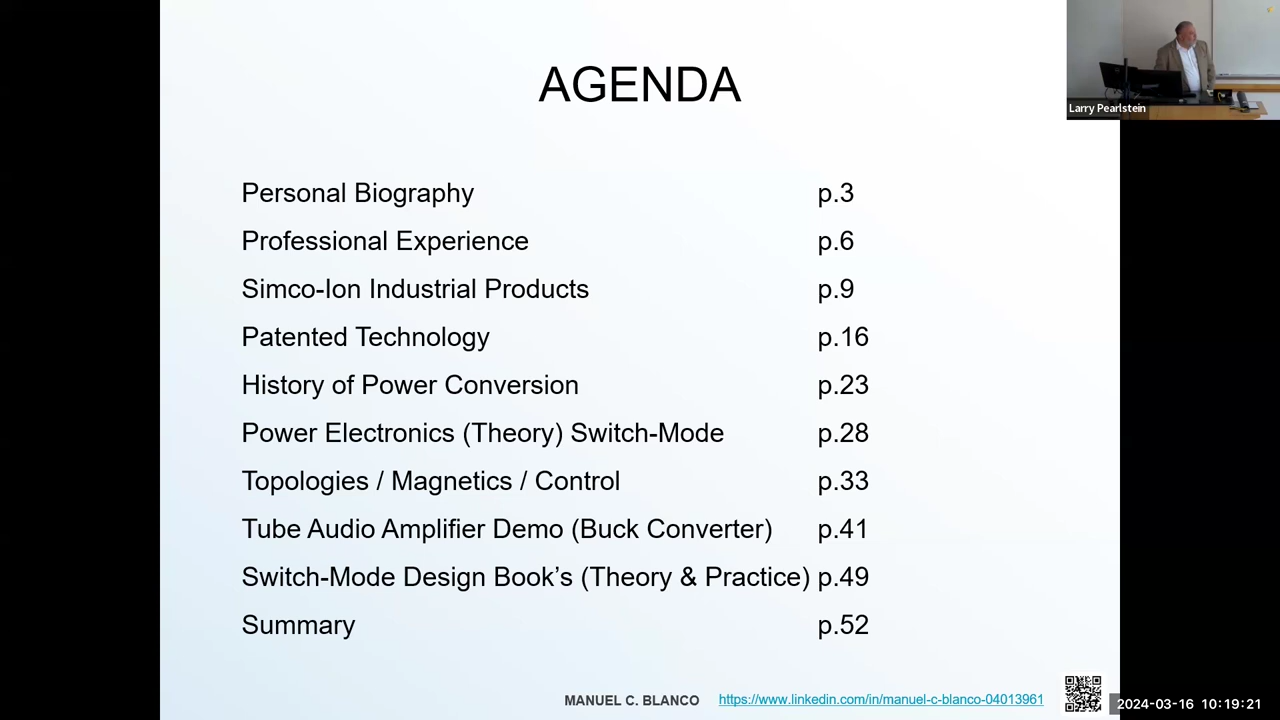 AGENDA
Larry Pearlstein
Personal Biography p.3
Professional Experience p.6
Simco-Ion Industrial Products p.9
Patented Technology p.16
History of Power Conversion p.23
Power Electronics (Theory) Switch-Mode p.28
Topologies / Magnetics / Control p.33
Tube Audio Amplifier Demo (Buck Converter) p.41
Switch-Mode Design Book’s (Theory & Practice) p.49
Summary p.52
MANUEL C. BLANCO https://www.linkedin.com/in/manuel-c-blanco-04013961
2024-03-16 10:19:21